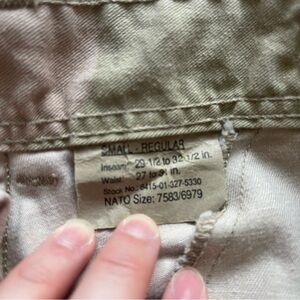 SMALL - REGULAR
Inseam: 29 1/2 to 32 1/2 in.
Waist: 27 to 31 in.
Stock No.: 8415-01-327-5330
NATO Size: 7583/6979